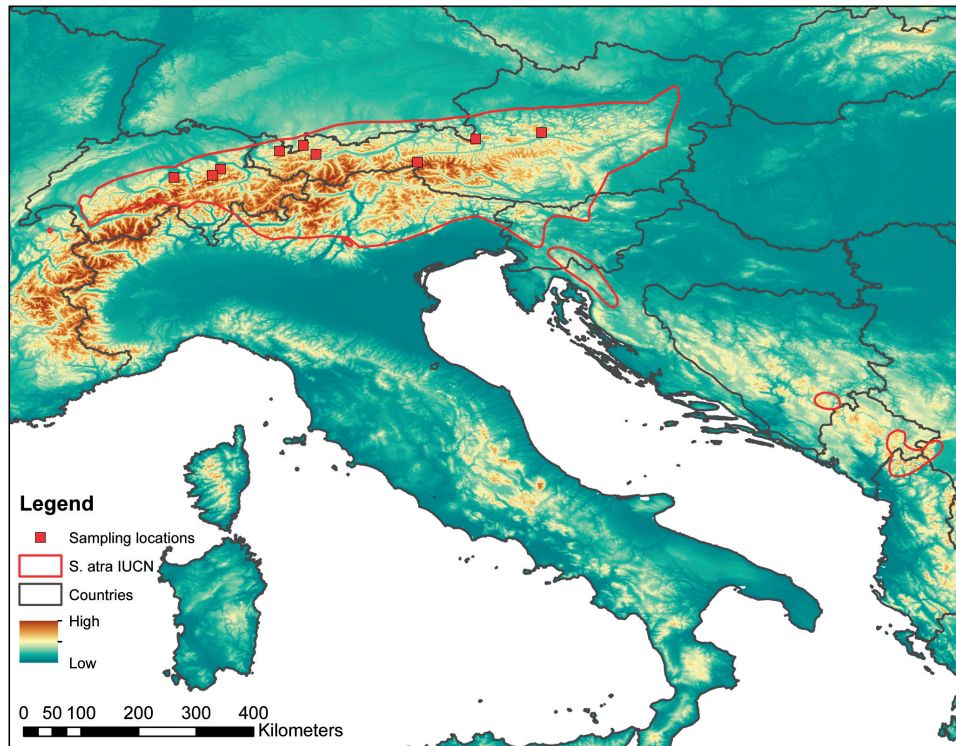 Legend
Sampling locations
S. atra IUCN
Countries
High
Low
0 50 100 200 300 400
Kilometers